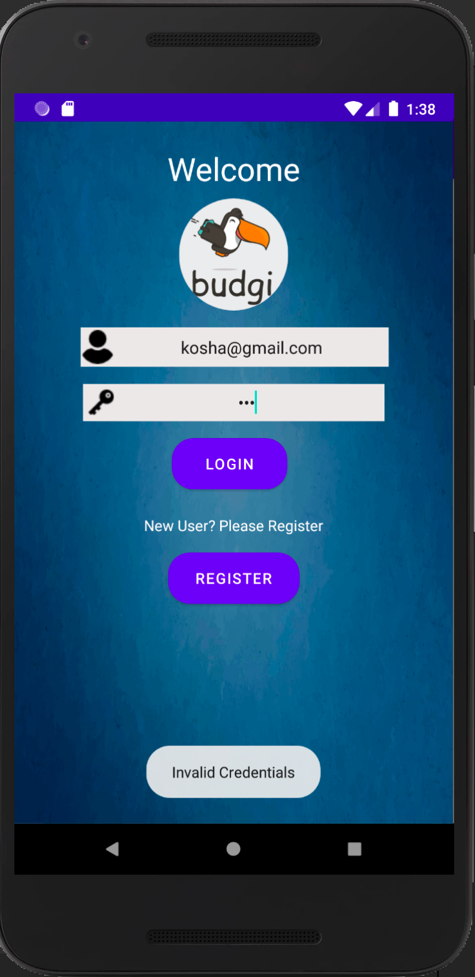 1:38
Welcome
budgi
kosha@gmail.com
•••
LOGIN
New User? Please Register
REGISTER
Invalid Credentials